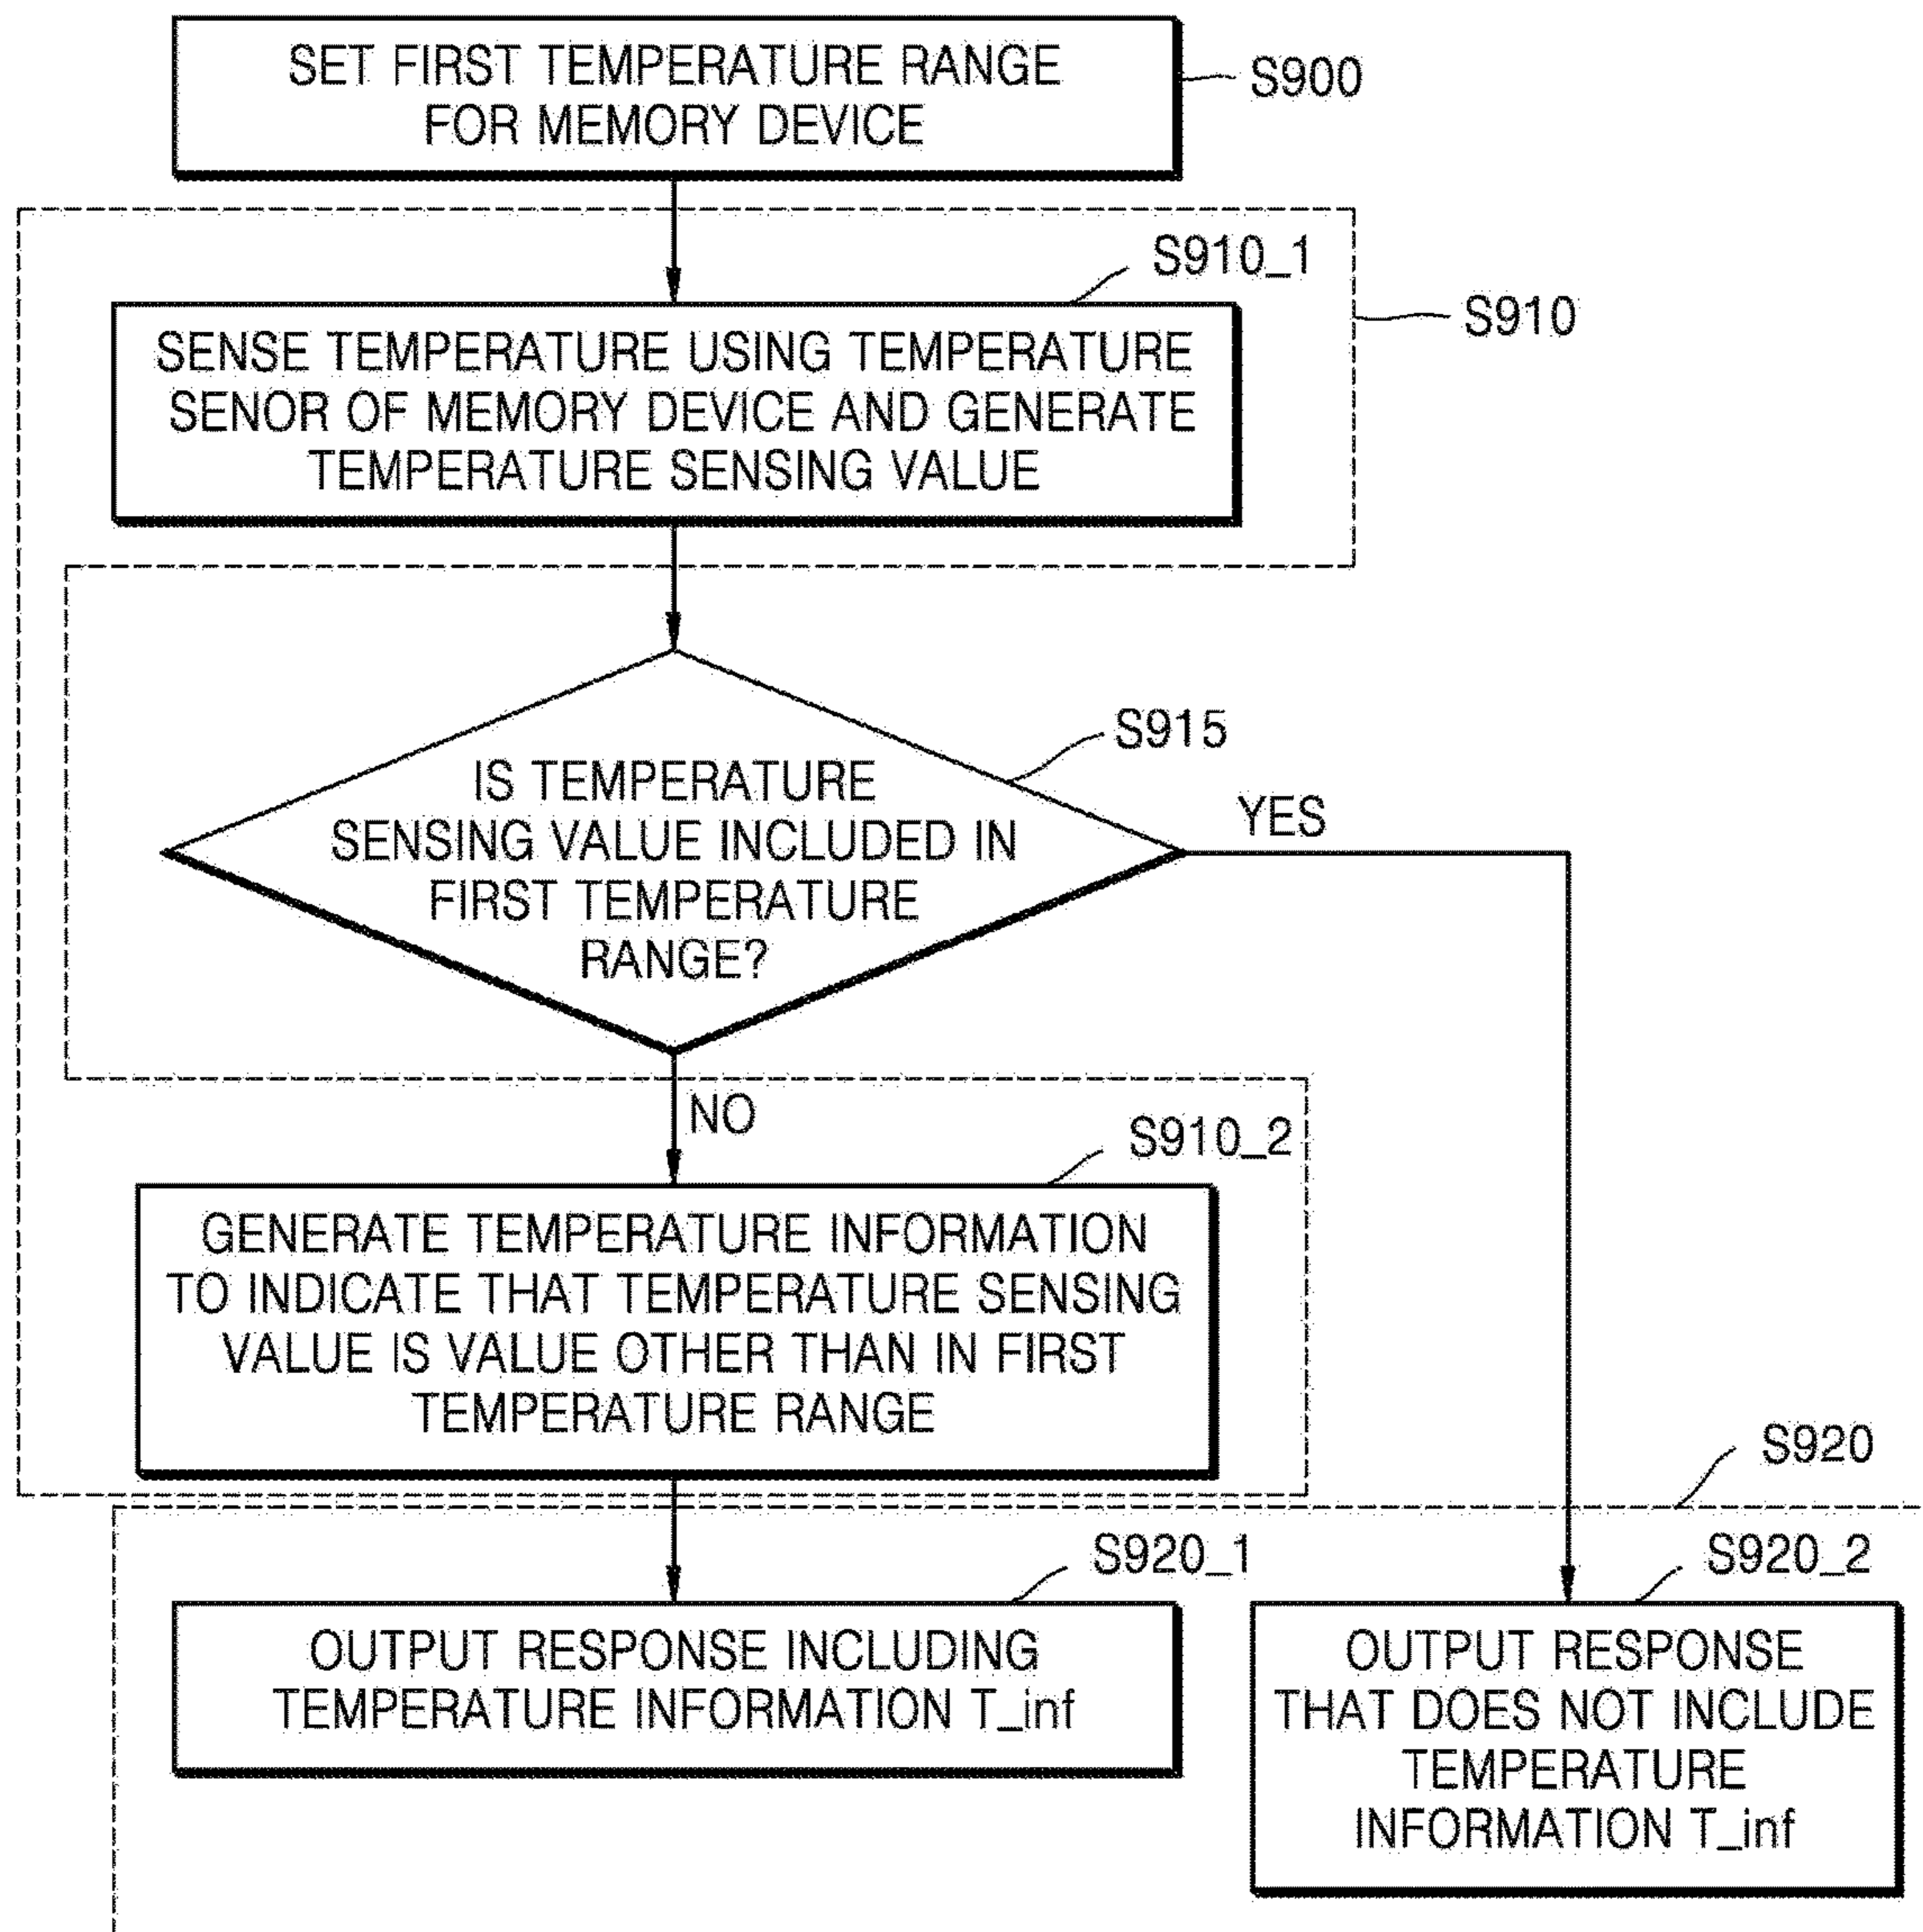 SET FIRST TEMPERATURE RANGE
FOR MEMORY DEVICE
S900
S910_1
S910
SENSE TEMPERATURE USING TEMPERATURE
SENOR OF MEMORY DEVICE AND GENERATE
TEMPERATURE SENSING VALUE
S915
IS TEMPERATURE
SENSING VALUE INCLUDED IN
FIRST TEMPERATURE
RANGE?
YES
NO
S910_2
GENERATE TEMPERATURE INFORMATION
TO INDICATE THAT TEMPERATURE SENSING
VALUE IS VALUE OTHER THAN IN FIRST
TEMPERATURE RANGE
S920
S920_1
OUTPUT RESPONSE INCLUDING
TEMPERATURE INFORMATION T_inf
S920_2
OUTPUT RESPONSE
THAT DOES NOT INCLUDE
TEMPERATURE
INFORMATION T_inf